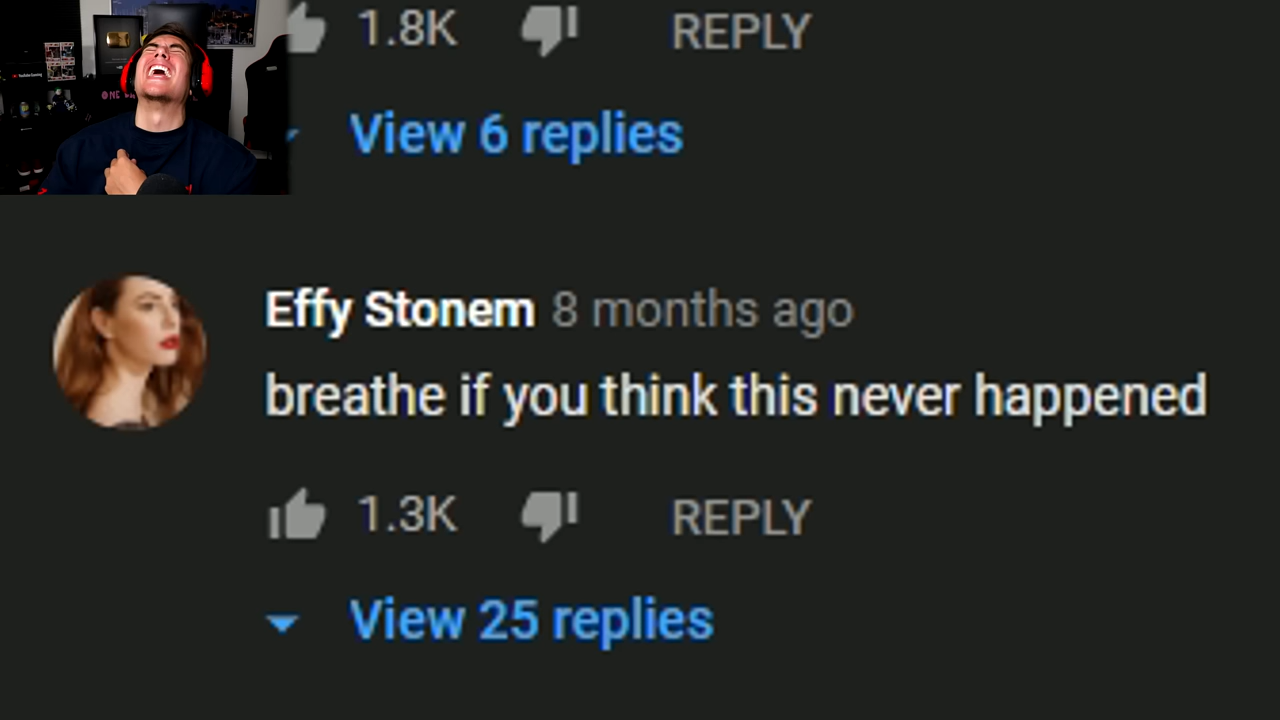 1.8K REPLY
View 6 replies
Effy Stonem 8 months ago
breathe if you think this never happened
1.3K REPLY
View 25 replies